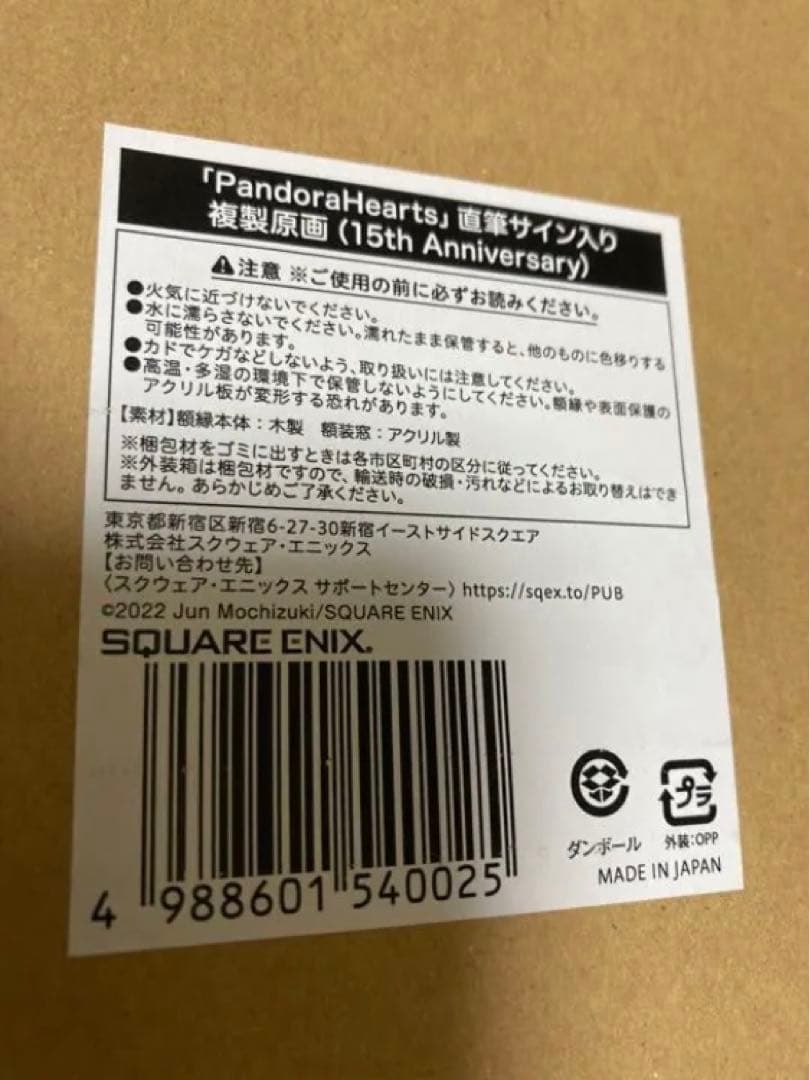 「PandoraHearts」直筆サイン入り
複製原画（15th Anniversary）
⚠注意 ※ご使用の前に必ずお読みください。
●火気に近づけないでください。
●水に濡らさないでください。濡れたまま保管すると、他のものに色移りする
可能性があります。
●カドでケガなどしないよう、取り扱いには注意してください。
●高温・多湿の環境下で保管しないようにしてください。額縁や表面保護の
アクリル板が変形する恐れがあります。
【素材】額縁本体：木製 額装窓：アクリル製
※梱包材をゴミに出すときは各市区町村の区分に従ってください。
※外装箱は梱包材ですので、輸送時の破損・汚れなどによるお取り替えはでき
ません。あらかじめご了承ください。
東京都新宿区新宿6-27-30新宿イーストサイドスクエア
株式会社スクウェア・エニックス
【お問い合わせ先】
〈スクウェア・エニックス サポートセンター〉https://sqex.to/PUB
©2022 Jun Mochizuki/SQUARE ENIX
SQUARE ENIX.
プラ
ダンボール 外装：OPP
MADE IN JAPAN
4 988601 540025